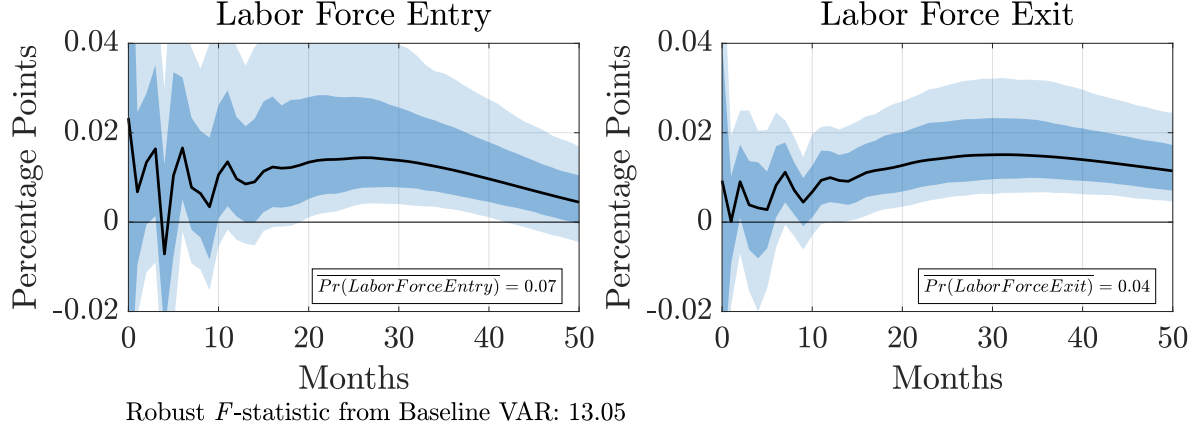 Labor Force Entry
Percentage Points
0.04
0.02
0
-0.02
Pr(LaborForceEntry) = 0.07
0 10 20 30 40 50
Months
Labor Force Exit
Percentage Points
0.04
0.02
0
-0.02
Pr(LaborForceExit) = 0.04
0 10 20 30 40 50
Months
Robust F-statistic from Baseline VAR: 13.05